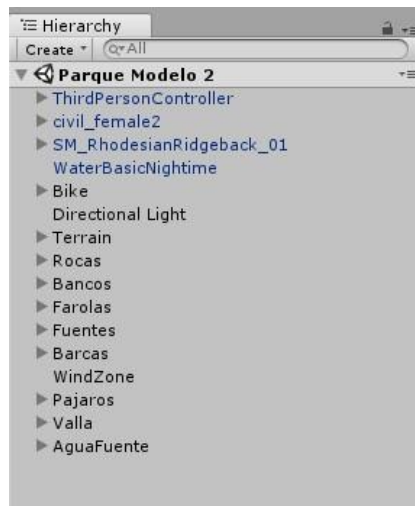 Hierarchy
Create All
Parque Modelo 2
ThirdPersonController
civil_female2
SM_RhodesianRidgeback_01
WaterBasicNightime
Bike
Directional Light
Terrain
Rocas
Bancos
Farolas
Fuentes
Barcas
WindZone
Pajaros
Valla
AguaFuente